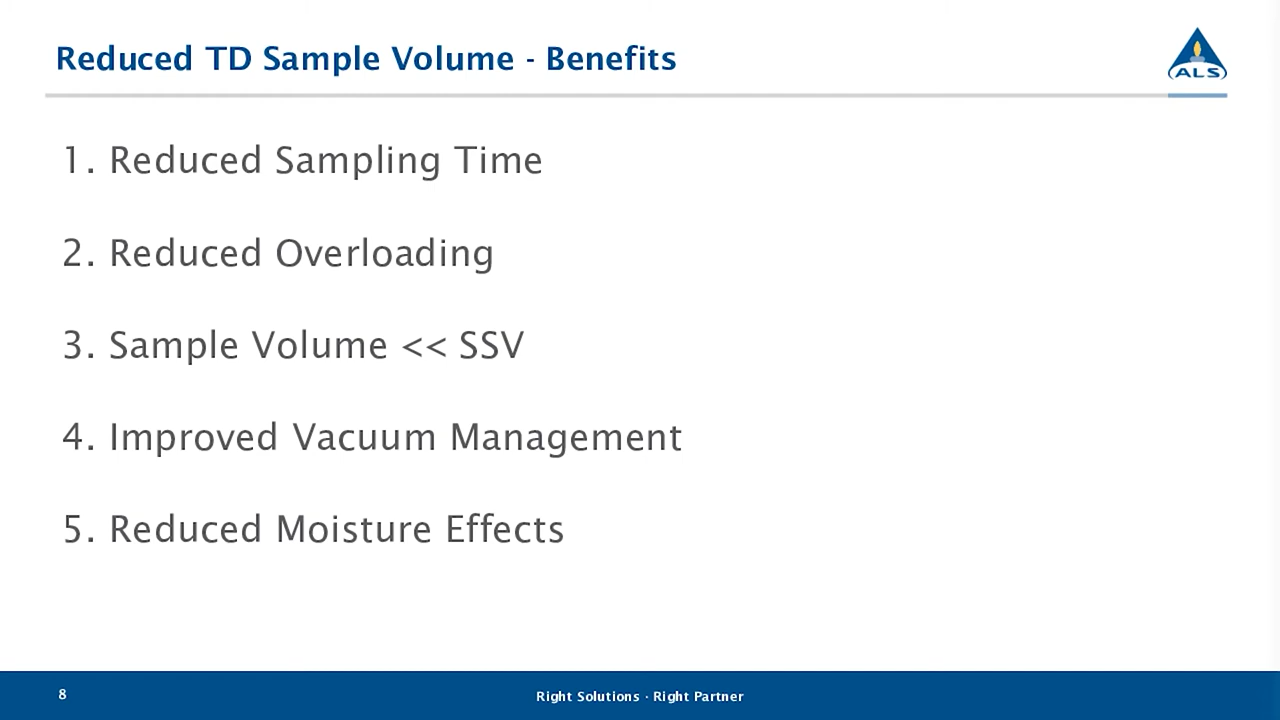 Reduced TD Sample Volume - Benefits
ALS
1. Reduced Sampling Time
2. Reduced Overloading
3. Sample Volume << SSV
4. Improved Vacuum Management
5. Reduced Moisture Effects
8
Right Solutions · Right Partner